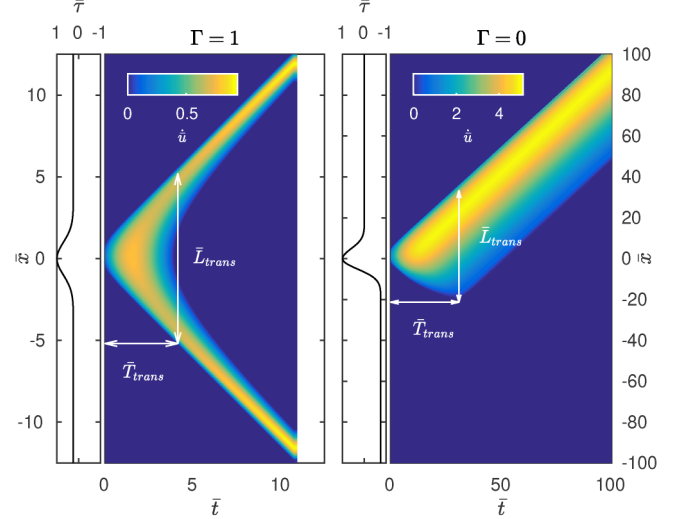 τ̄ τ̄
1 0 -1 Γ = 1 1 0 -1 Γ = 0 100
10 80
0 0.5 0 2 4 60
u̇̄ u̇̄
5 40
L̄trans L̄trans 20
x̄ 0 0 x̄
-20
T̄trans T̄trans
-5 -40
-60
-10 -80
-100
0 5 10 0 50 100
t̄ t̄